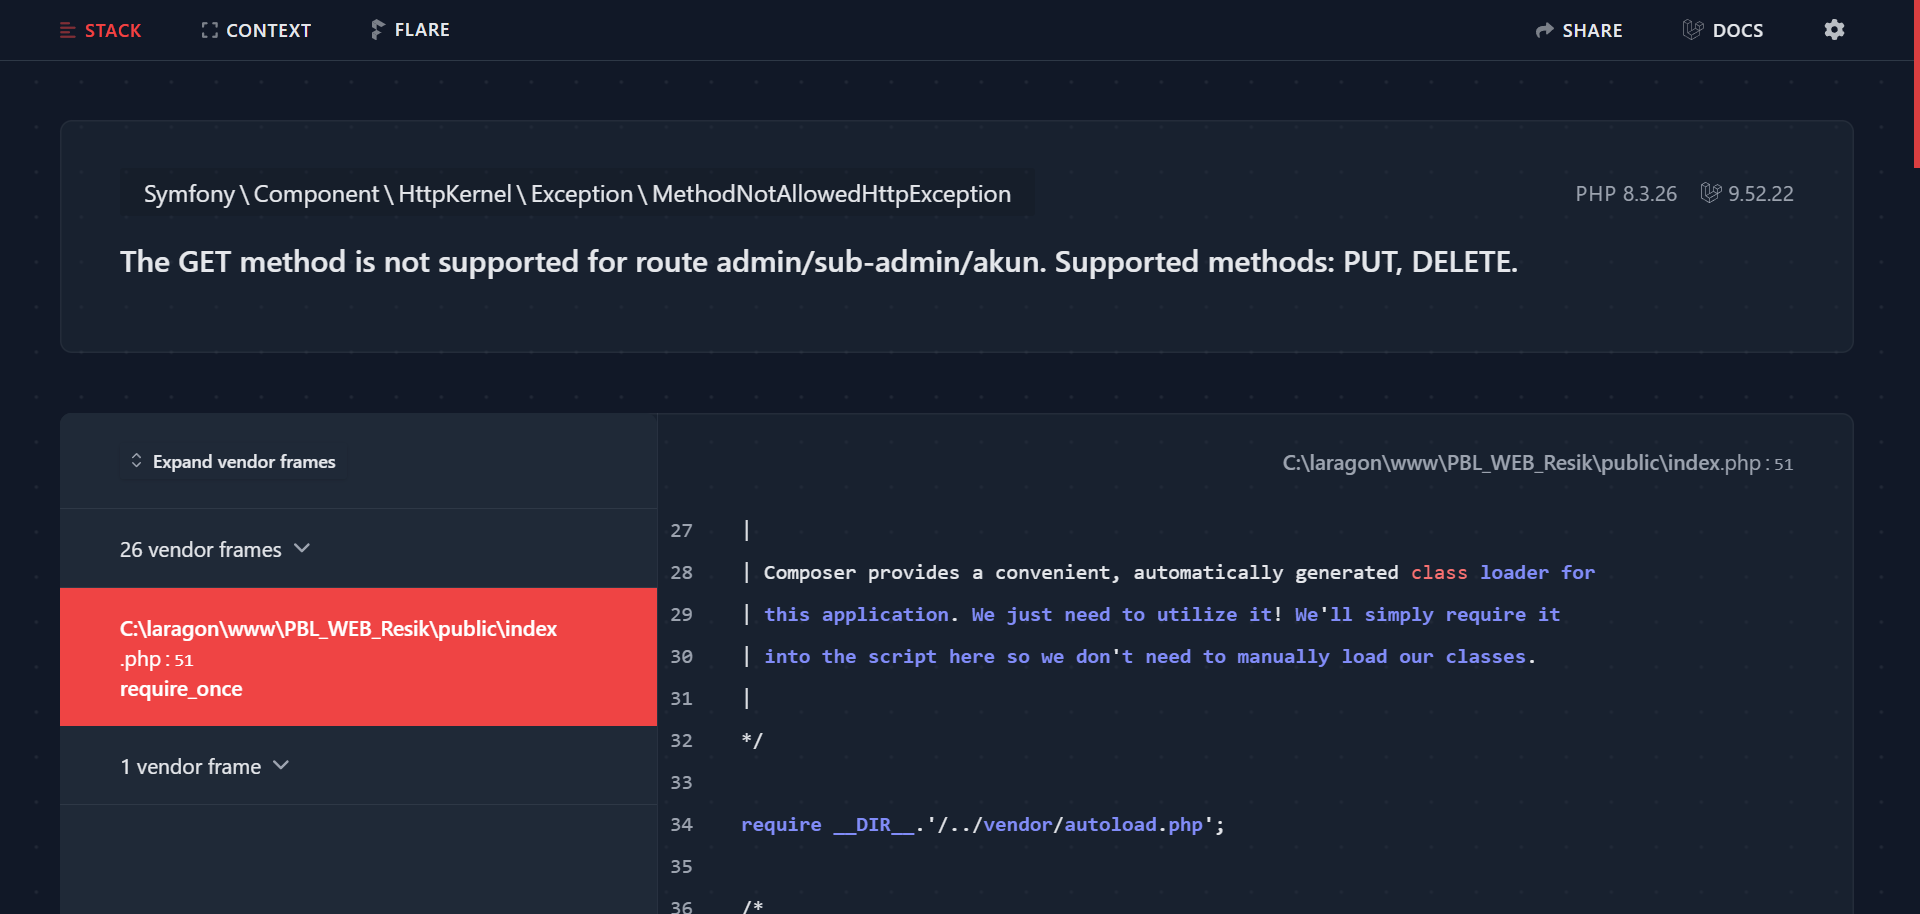 STACK
CONTEXT
FLARE
SHARE
DOCS
Symfony\Component\HttpKernel\Exception\MethodNotAllowedHttpException
PHP 8.3.26
9.52.22
The GET method is not supported for route admin/sub-admin/akun. Supported methods: PUT, DELETE.
Expand vendor frames
26 vendor frames
C:\laragon\www\PBL_WEB_Resik\public\index
.php : 51
require_once
1 vendor frame
C:\laragon\www\PBL_WEB_Resik\public\index.php : 51
27 |
28 | Composer provides a convenient, automatically generated class loader for
29 | this application. We just need to utilize it! We'll simply require it
30 | into the script here so we don't need to manually load our classes.
31 |
32 */
33
34 require __DIR__.'/../vendor/autoload.php';
35
36 /*